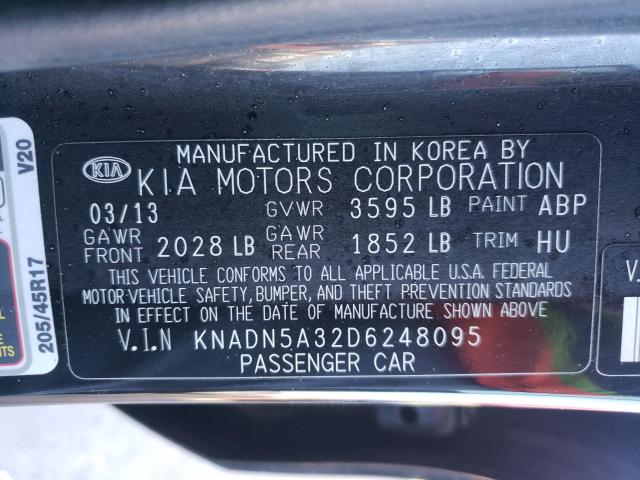 MANUFACTURED IN KOREA BY
KIA KIA MOTORS CORPORATION
03/13 GVWR 3595 LB PAINT ABP
GAWR FRONT 2028 LB GAWR REAR 1852 LB TRIM HU
THIS VEHICLE CONFORMS TO ALL APPLICABLE U.S.A. FEDERAL
MOTOR VEHICLE SAFETY, BUMPER, AND THEFT PREVENTION STANDARDS
IN EFFECT ON THE DATE OF MANUFACTURE SHOWN ABOVE.
V.I.N KNADN5A32D6248095
PASSENGER CAR
205/45R17 V20
V